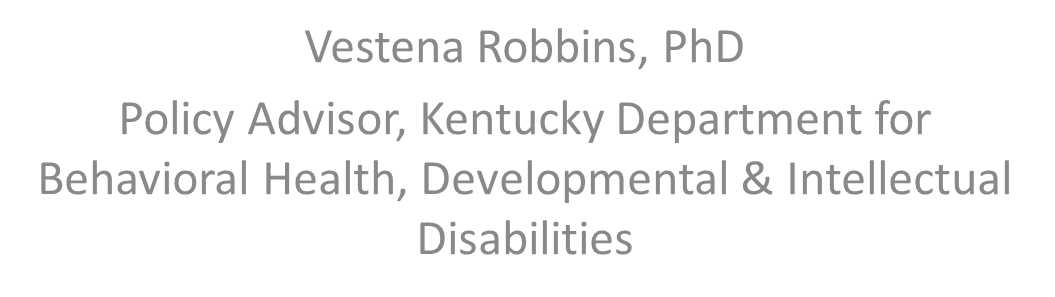 Vestena Robbins, PhD
Policy Advisor, Kentucky Department for
Behavioral Health, Developmental & Intellectual
Disabilities